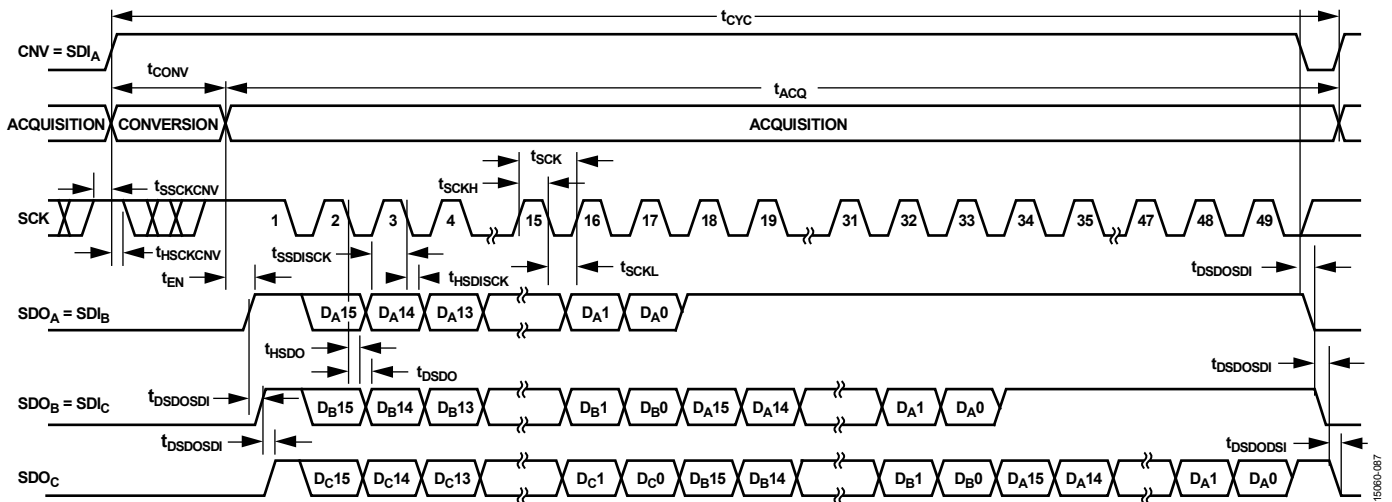 tCYC
CNV = SDIA
tCONV
tACQ
ACQUISITION CONVERSION ACQUISITION
tSCK
tSSCKCNV
tSCKH
SCK 1 2 3 4 15 16 17 18 19 31 32 33 34 35 47 48 49
tHSCKCNV
tSSDISCK
tEN
tHSDISCK
tSCKL
tDSDOSDI
SDOA = SDIB DA15 DA14 DA13 DA1 DA0
tHSDO
tDSDO
tDSDOSDI
tDSDOSDI
SDOB = SDIC DB15 DB14 DB13 DB1 DB0 DA15 DA14 DA1 DA0
tDSDOSDI
tDSDODSI
SDOC DC15 DC14 DC13 DC1 DC0 DB15 DB14 DB1 DB0 DA15 DA14 DA1 DA0
15060-087